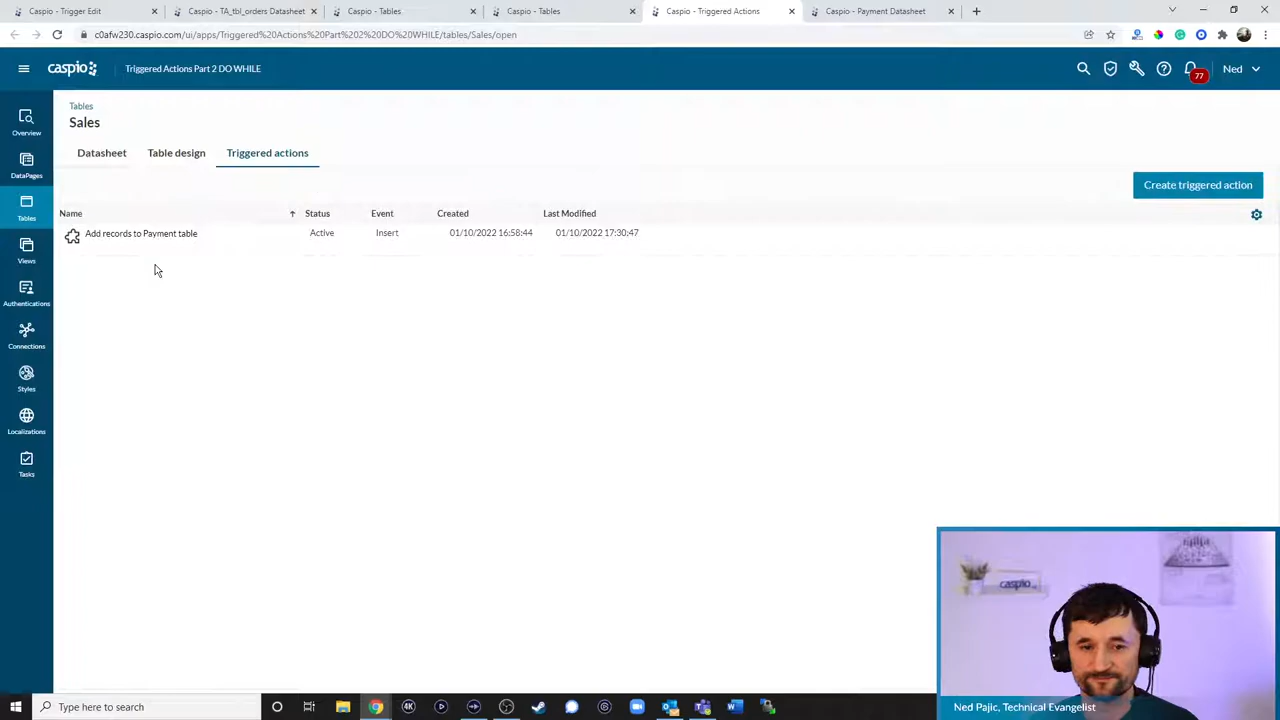 Caspio - Trigger Edit
Caspio - TA_tbl_orders Datasheet
Caspio - Tables
Caspio - Tables
Caspio - Triggered Actions
Caspio - Payment Datasheet
c0afw230.caspio.com/ui/apps/Triggered%20Actions%20Part%202%20DO%20WHILE/tables/Sales/open
caspio
Triggered Actions Part 2 DO WHILE
77
Ned
Overview
DataPages
Tables
Views
Authentications
Connections
Styles
Localizations
Tasks
Tables
Sales
Datasheet
Table design
Triggered actions
Create triggered action
Name
Status
Event
Created
Last Modified
Add records to Payment table
Active
Insert
01/10/2022 16:58:44
01/10/2022 17:30:47
caspio
Ned Pajic, Technical Evangelist
Type here to search